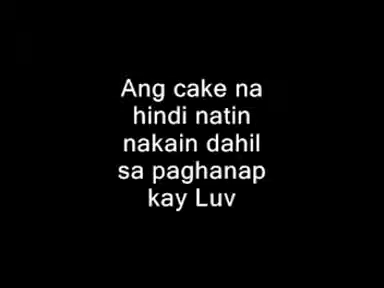 Ang cake na
hindi natin
nakain dahil
sa paghanap
kay Luv